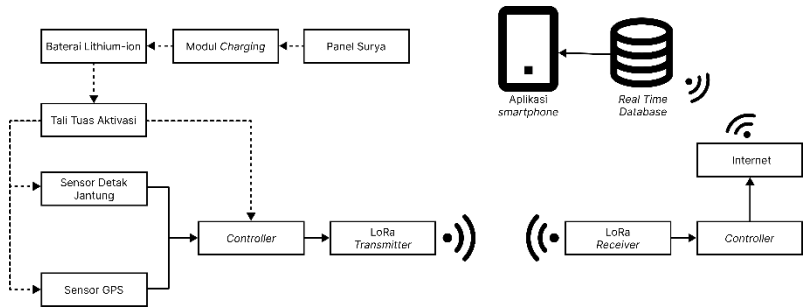 Baterai Lithium-ion
Modul Charging
Panel Surya
Aplikasi
smartphone
Real Time
Database
Tali Tuas Aktivasi
Internet
Sensor Detak
Jantung
Controller
LoRa
Transmitter
LoRa
Receiver
Controller
Sensor GPS